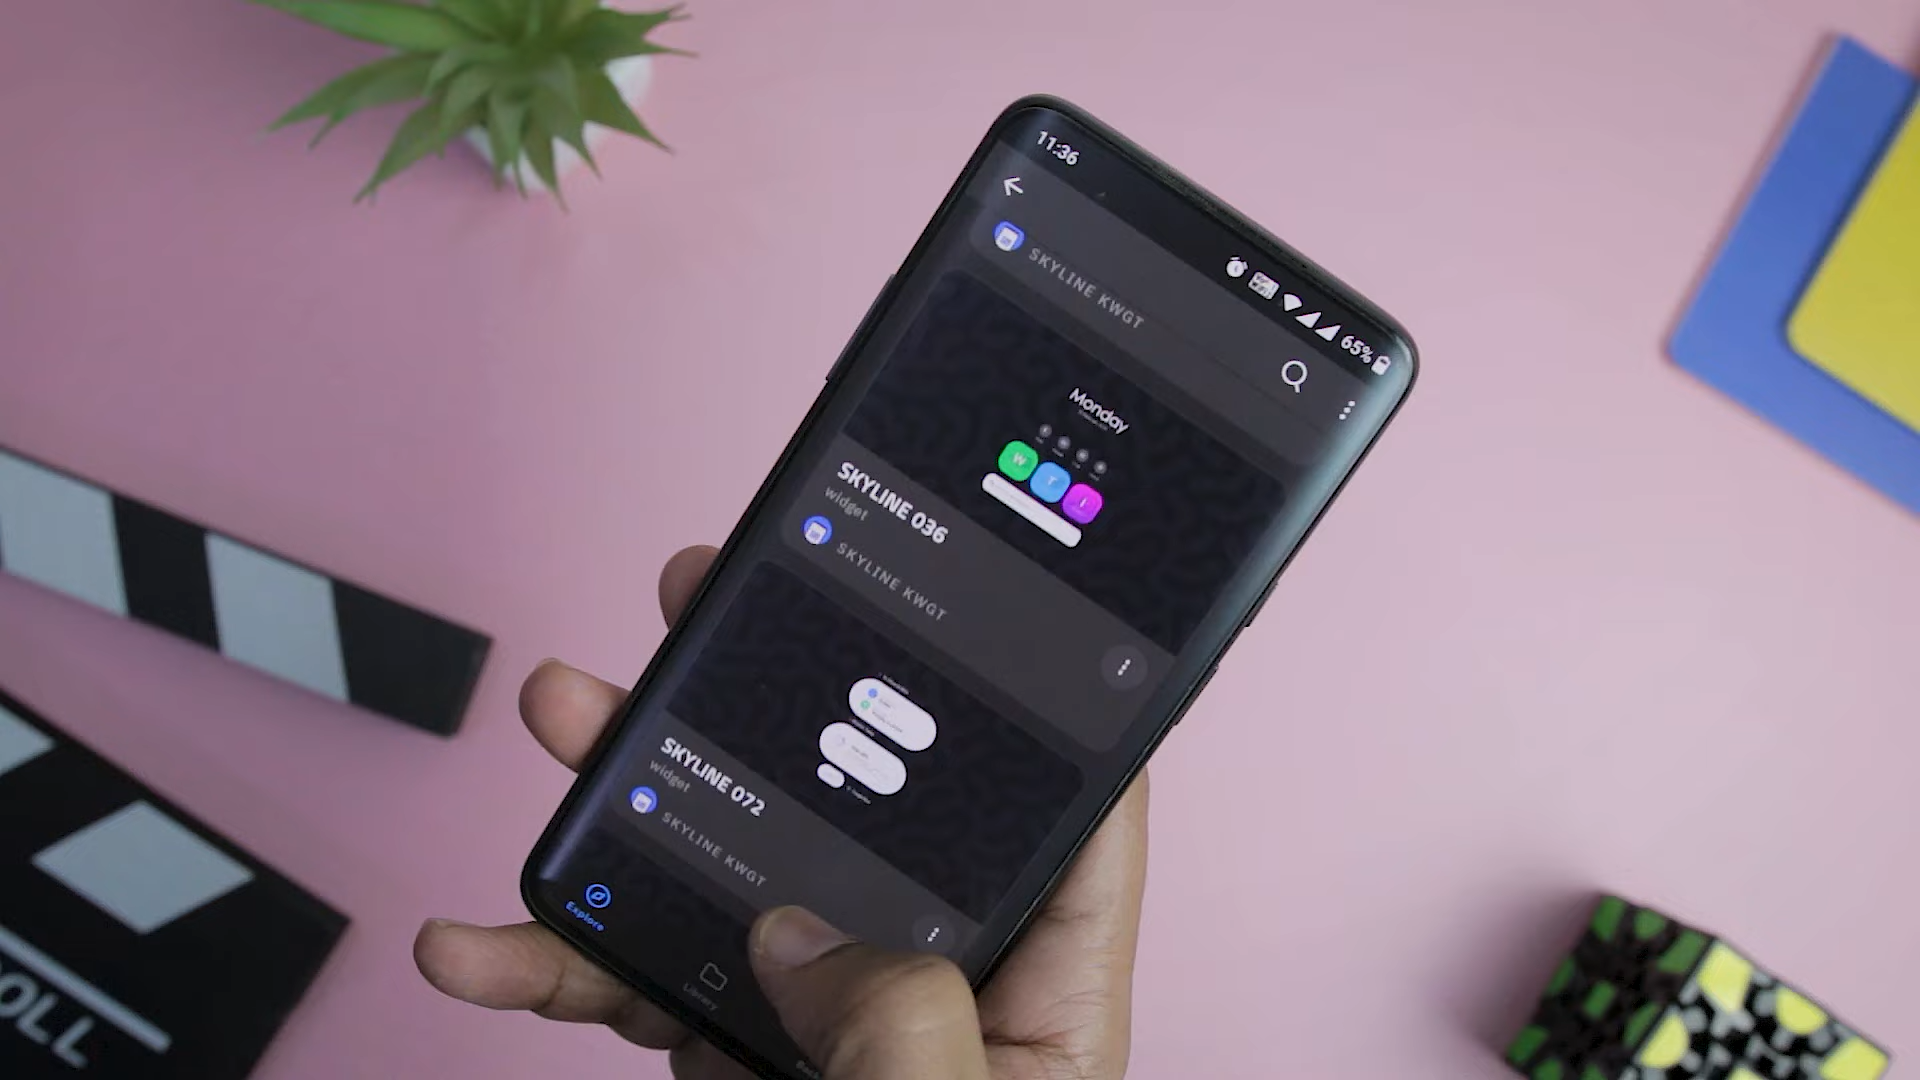 11:36
65%
SKYLINE KWGT
Monday
W T I
SKYLINE 036
widget
SKYLINE KWGT
SKYLINE 072
widget
SKYLINE KWGT
Explore
Library
OLL